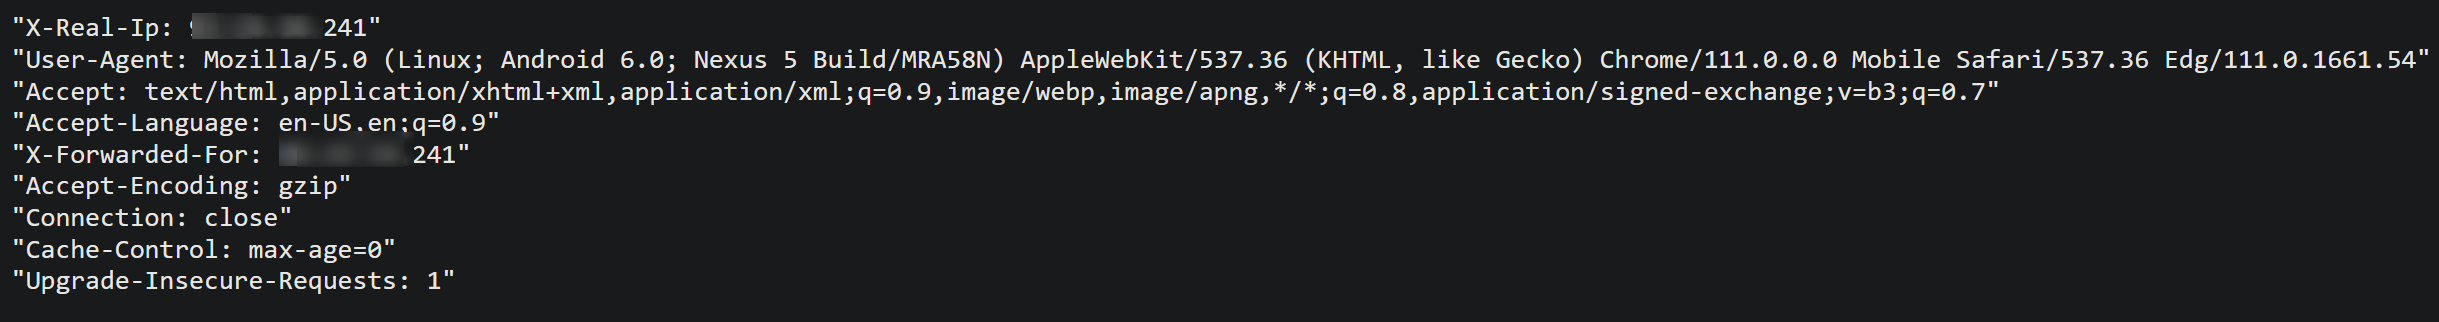 "X-Real-Ip: 241"
"User-Agent: Mozilla/5.0 (Linux; Android 6.0; Nexus 5 Build/MRA58N) AppleWebKit/537.36 (KHTML, like Gecko) Chrome/111.0.0.0 Mobile Safari/537.36 Edg/111.0.1661.54"
"Accept: text/html,application/xhtml+xml,application/xml;q=0.9,image/webp,image/apng,*/*;q=0.8,application/signed-exchange;v=b3;q=0.7"
"Accept-Language: en-US,en;q=0.9"
"X-Forwarded-For: 241"
"Accept-Encoding: gzip"
"Connection: close"
"Cache-Control: max-age=0"
"Upgrade-Insecure-Requests: 1"